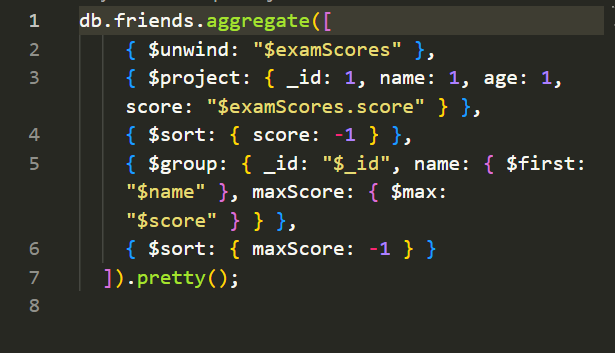 1 db.friends.aggregate([
2 { $unwind: "$examScores" },
3 { $project: { _id: 1, name: 1, age: 1,
score: "$examScores.score" } },
4 { $sort: { score: -1 } },
5 { $group: { _id: "$_id", name: { $first:
"$name" }, maxScore: { $max:
"$score" } } },
6 { $sort: { maxScore: -1 } }
7 ]).pretty();
8